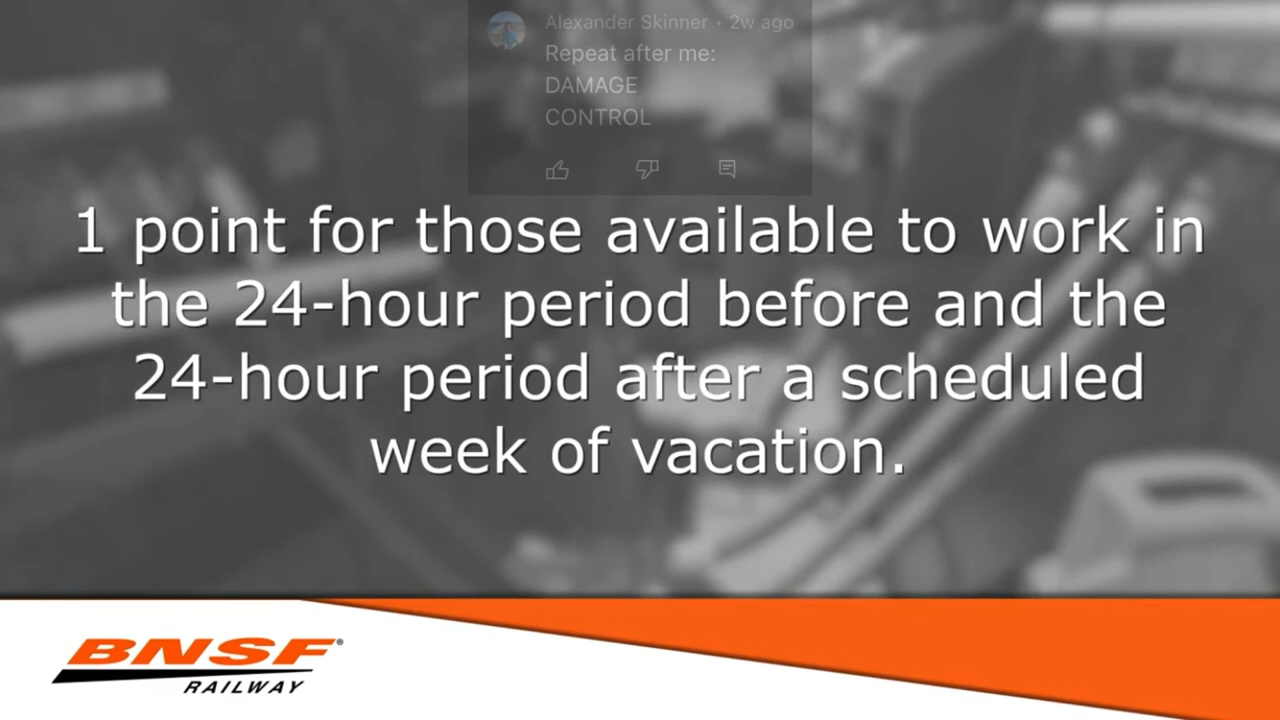 Alexander Skinner • 2w ago
Repeat after me:
DAMAGE
CONTROL
1 point for those available to work in
the 24-hour period before and the
24-hour period after a scheduled
week of vacation.
BNSF®
RAILWAY